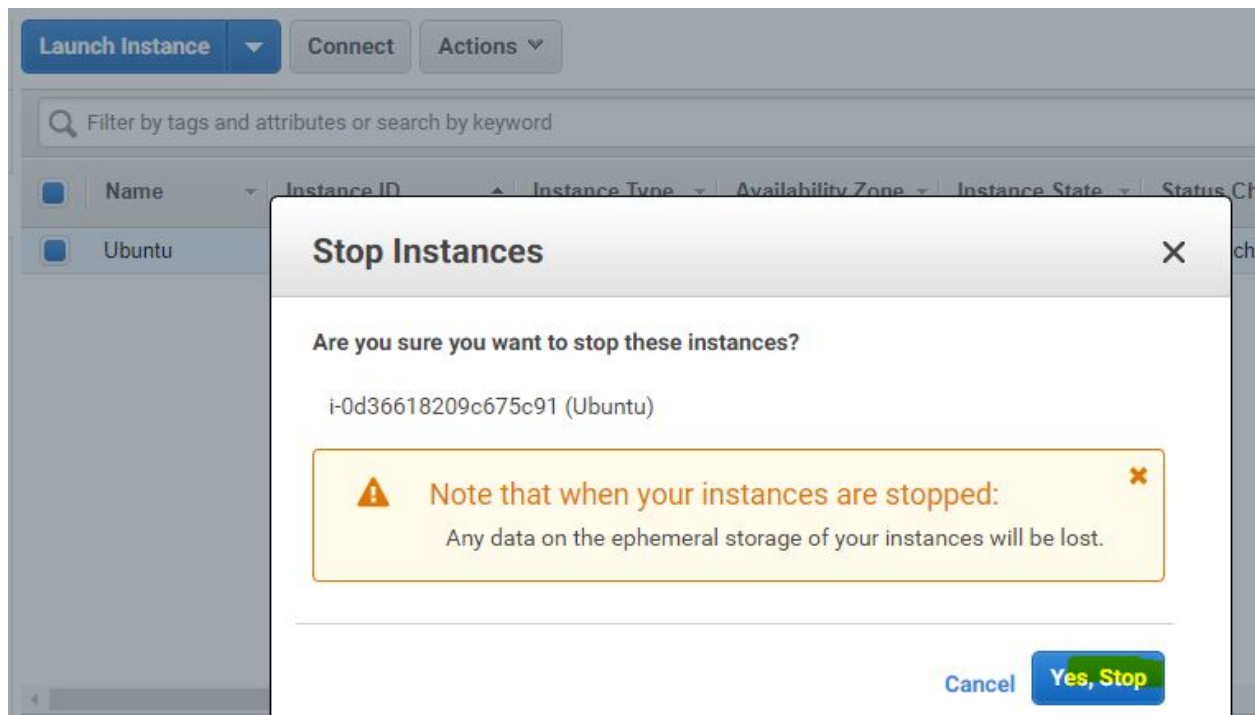 Launch Instance Connect Actions
Filter by tags and attributes or search by keyword
Name Instance ID Instance Type Availability Zone Instance State Status Ch
Ubuntu ch
Stop Instances
Are you sure you want to stop these instances?
i-0d36618209c675c91 (Ubuntu)
Note that when your instances are stopped:
Any data on the ephemeral storage of your instances will be lost.
Cancel Yes, Stop